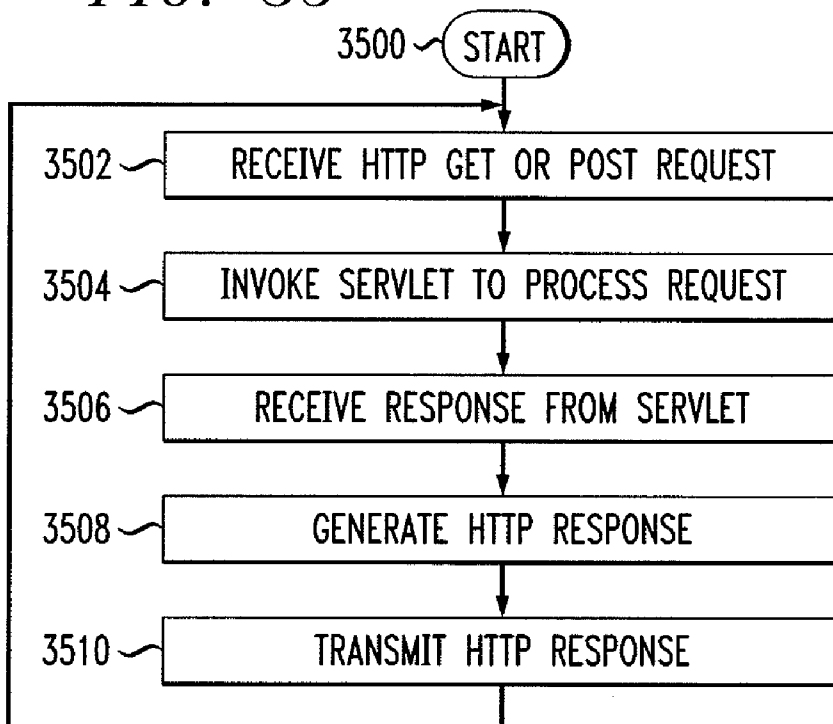 3500 START
3502 RECEIVE HTTP GET OR POST REQUEST
3504 INVOKE SERVLET TO PROCESS REQUEST
3506 RECEIVE RESPONSE FROM SERVLET
3508 GENERATE HTTP RESPONSE
3510 TRANSMIT HTTP RESPONSE